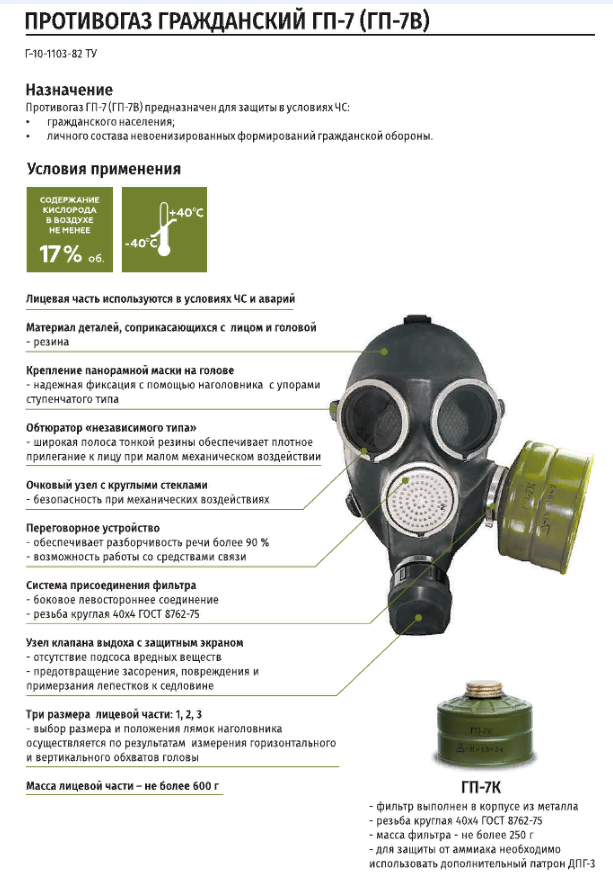 ПРОТИВОГАЗ ГРАЖДАНСКИЙ ГП-7 (ГП-7В)
Г-10-1103-82 ТУ
Назначение
Противогаз ГП-7 (ГП-7В) предназначен для защиты в условиях ЧС:
• гражданского населения;
• личного состава невоенизированных формирований гражданской обороны.
Условия применения
СОДЕРЖАНИЕ
КИСЛОРОДА
В ВОЗДУХЕ
НЕ МЕНЕЕ
17% об.
+40°C
-40°C
Лицевая часть используются в условиях ЧС и аварий
Материал деталей, соприкасающихся с лицом и головой
- резина
Крепление панорамной маски на голове
- надежная фиксация с помощью наголовника с упорами
ступенчатого типа
Обтюратор «независимого типа»
- широкая полоса тонкой резины обеспечивает плотное
прилегание к лицу при малом механическом воздействии
Очковый узел с круглыми стеклами
- безопасность при механических воздействиях
Переговорное устройство
- обеспечивает разборчивость речи более 90 %
- возможность работы со средствами связи
Система присоединения фильтра
- боковое левостороннее соединение
- резьба круглая 40х4 ГОСТ 8762-75
Узел клапана выдоха с защитным экраном
- отсутствие подсоса вредных веществ
- предотвращение засорения, повреждения и
примерзания лепестков к седловине
Три размера лицевой части: 1, 2, 3
- выбор размера и положения лямок наголовника
осуществляется по результатам измерения горизонтального
и вертикального обхватов головы
Масса лицевой части – не более 600 г
ГП-7К
ГП-7К
- фильтр выполнен в корпусе из металла
- резьба круглая 40х4 ГОСТ 8762-75
- масса фильтра - не более 250 г
- для защиты от аммиака необходимо
использовать дополнительный патрон ДПГ-3